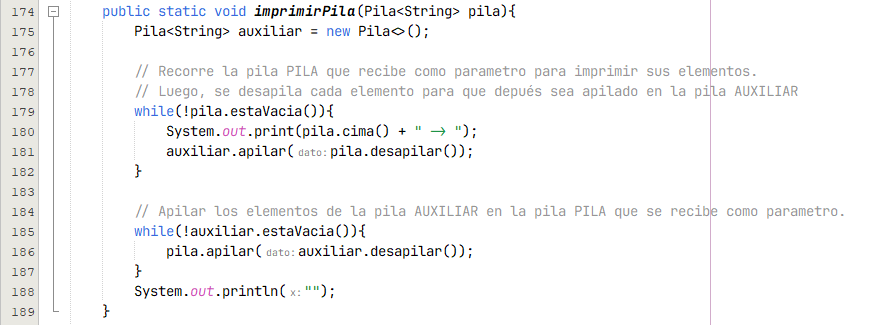 174 public static void imprimirPila(Pila<String> pila){
175 Pila<String> auxiliar = new Pila<>();
176
177 // Recorre la pila PILA que recibe como parametro para imprimir sus elementos.
178 // Luego, se desapila cada elemento para que depués sea apilado en la pila AUXILIAR
179 while(!pila.estaVacia()){
180 System.out.print(pila.cima() + " -> ");
181 auxiliar.apilar( dato: pila.desapilar());
182 }
183
184 // Apilar los elementos de la pila AUXILIAR en la pila PILA que se recibe como parametro.
185 while(!auxiliar.estaVacia()){
186 pila.apilar( dato: auxiliar.desapilar());
187 }
188 System.out.println( x: "");
189 }